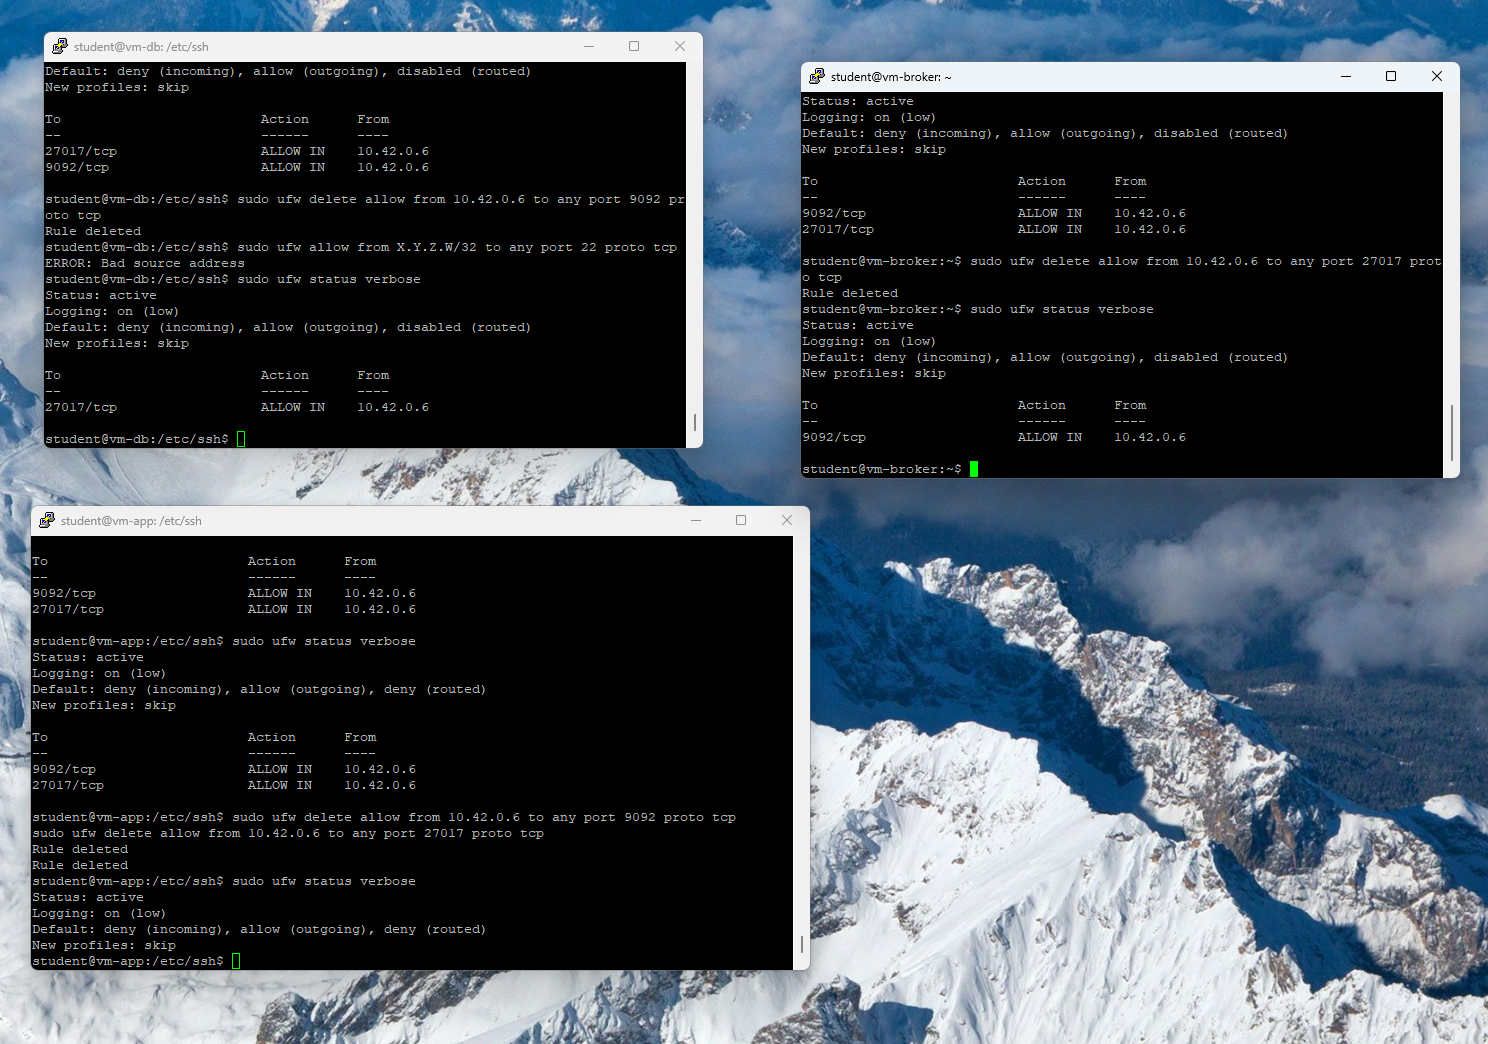 student@vm-db: /etc/ssh
Default: deny (incoming), allow (outgoing), disabled (routed)
New profiles: skip
To                         Action      From
--                         ------      ----
27017/tcp                  ALLOW IN    10.42.0.6
9092/tcp                   ALLOW IN    10.42.0.6
student@vm-db:/etc/ssh$ sudo ufw delete allow from 10.42.0.6 to any port 9092 pr
oto tcp
Rule deleted
student@vm-db:/etc/ssh$ sudo ufw allow from X.Y.Z.W/32 to any port 22 proto tcp
ERROR: Bad source address
student@vm-db:/etc/ssh$ sudo ufw status verbose
Status: active
Logging: on (low)
Default: deny (incoming), allow (outgoing), disabled (routed)
New profiles: skip
To                         Action      From
--                         ------      ----
27017/tcp                  ALLOW IN    10.42.0.6
student@vm-db:/etc/ssh$
student@vm-broker: ~
Status: active
Logging: on (low)
Default: deny (incoming), allow (outgoing), disabled (routed)
New profiles: skip
To                         Action      From
--                         ------      ----
9092/tcp                   ALLOW IN    10.42.0.6
27017/tcp                  ALLOW IN    10.42.0.6
student@vm-broker:~$ sudo ufw delete allow from 10.42.0.6 to any port 27017 prot
o tcp
Rule deleted
student@vm-broker:~$ sudo ufw status verbose
Status: active
Logging: on (low)
Default: deny (incoming), allow (outgoing), disabled (routed)
New profiles: skip
To                         Action      From
--                         ------      ----
9092/tcp                   ALLOW IN    10.42.0.6
student@vm-broker:~$
student@vm-app: /etc/ssh
To                         Action      From
--                         ------      ----
9092/tcp                   ALLOW IN    10.42.0.6
27017/tcp                  ALLOW IN    10.42.0.6
student@vm-app:/etc/ssh$ sudo ufw status verbose
Status: active
Logging: on (low)
Default: deny (incoming), allow (outgoing), deny (routed)
New profiles: skip
To                         Action      From
--                         ------      ----
9092/tcp                   ALLOW IN    10.42.0.6
27017/tcp                  ALLOW IN    10.42.0.6
student@vm-app:/etc/ssh$ sudo ufw delete allow from 10.42.0.6 to any port 9092 proto tcp
sudo ufw delete allow from 10.42.0.6 to any port 27017 proto tcp
Rule deleted
Rule deleted
student@vm-app:/etc/ssh$ sudo ufw status verbose
Status: active
Logging: on (low)
Default: deny (incoming), allow (outgoing), deny (routed)
New profiles: skip
student@vm-app:/etc/ssh$